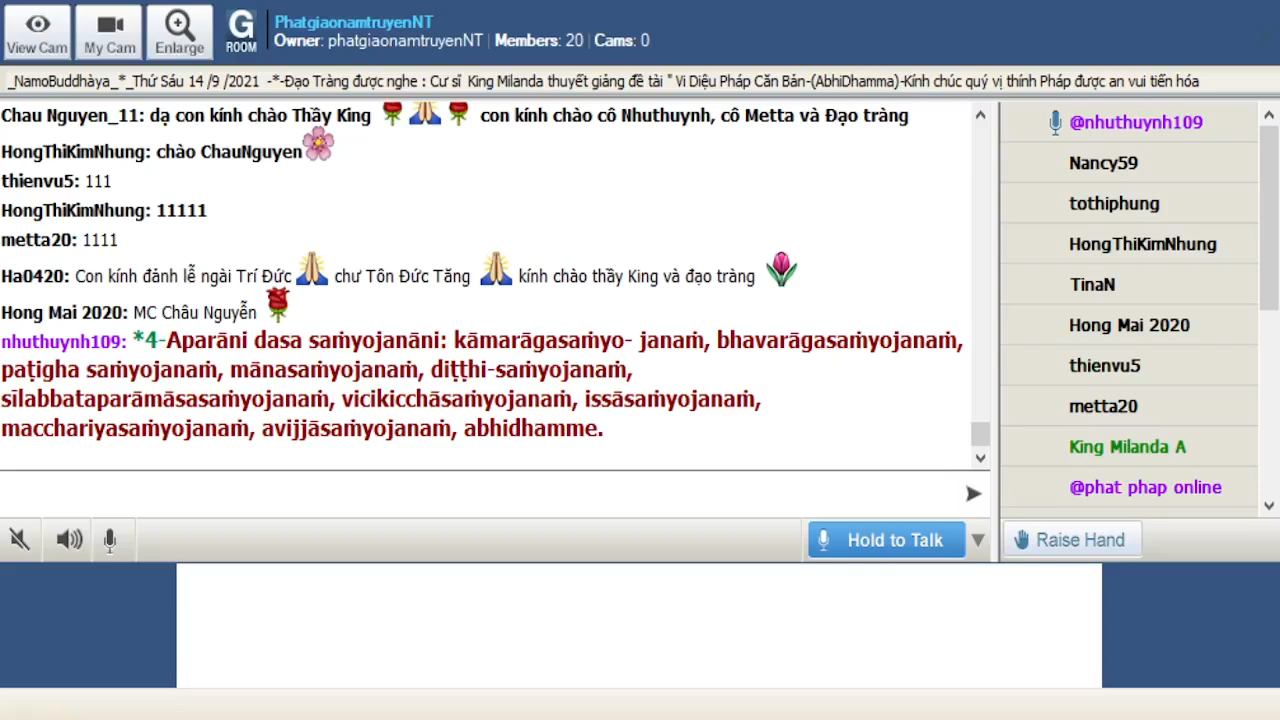 View Cam
My Cam
Enlarge
G
ROOM
PhatgiaonamtruyenNT
Owner: phatgiaonamtruyenNT | Members: 20 | Cams: 0
_NamoBuddhàya_*_Thứ Sáu 14 /9 /2021 -*-Đạo Tràng được nghe : Cư sĩ King Milanda thuyết giảng đề tài " Vi Diệu Pháp Căn Bản-(AbhiDhamma)-Kính chúc quý vị thính Pháp được an vui tiến hóa
Chau Nguyen_11: dạ con kính chào Thầy King con kính chào cô Nhuthuynh, cô Metta và Đạo tràng
HongThiKimNhung: chào ChauNguyen
thienvu5: 111
HongThiKimNhung: 11111
metta20: 1111
Ha0420: Con kính đảnh lễ ngài Trí Đức chư Tôn Đức Tăng kính chào thầy King và đạo tràng
Hong Mai 2020: MC Châu Nguyễn
nhuthuynh109: *4-Aparāni dasa saṁyojanāni: kāmarāgasaṁyo- janaṁ, bhavarāgasaṁyojanaṁ,
paṭigha saṁyojanaṁ, mānasaṁyojanaṁ, diṭṭhi-saṁyojanaṁ,
sīlabbataparāmāsasaṁyojanaṁ, vicikicchāsaṁyojanaṁ, issāsaṁyojanaṁ,
macchariyasaṁyojanaṁ, avijjāsaṁyojanaṁ, abhidhamme.
@nhuthuynh109
Nancy59
tothiphung
HongThiKimNhung
TinaN
Hong Mai 2020
thienvu5
metta20
King Milanda A
@phat phap online
Hold to Talk
Raise Hand